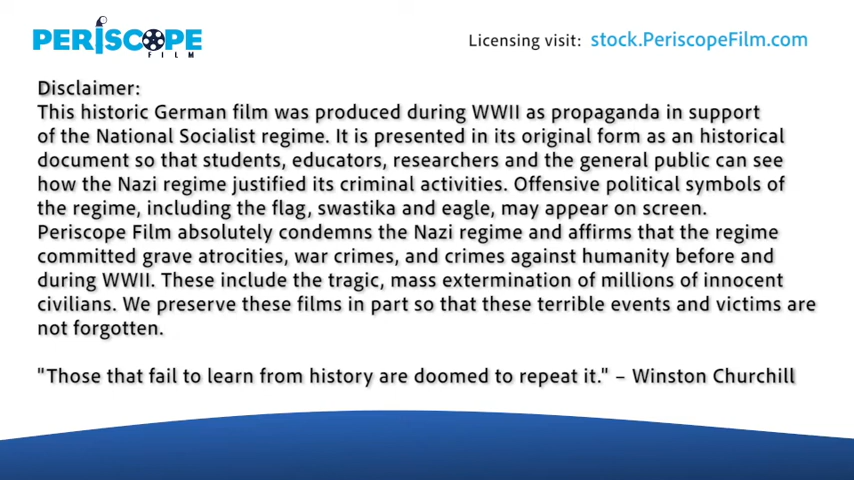 PERISCOPE
FILM
Licensing visit: stock.PeriscopeFilm.com
Disclaimer:
This historic German film was produced during WWII as propaganda in support
of the National Socialist regime. It is presented in its original form as an historical
document so that students, educators, researchers and the general public can see
how the Nazi regime justified its criminal activities. Offensive political symbols of
the regime, including the flag, swastika and eagle, may appear on screen.
Periscope Film absolutely condemns the Nazi regime and affirms that the regime
committed grave atrocities, war crimes, and crimes against humanity before and
during WWII. These include the tragic, mass extermination of millions of innocent
civilians. We preserve these films in part so that these terrible events and victims are
not forgotten.
"Those that fail to learn from history are doomed to repeat it." – Winston Churchill